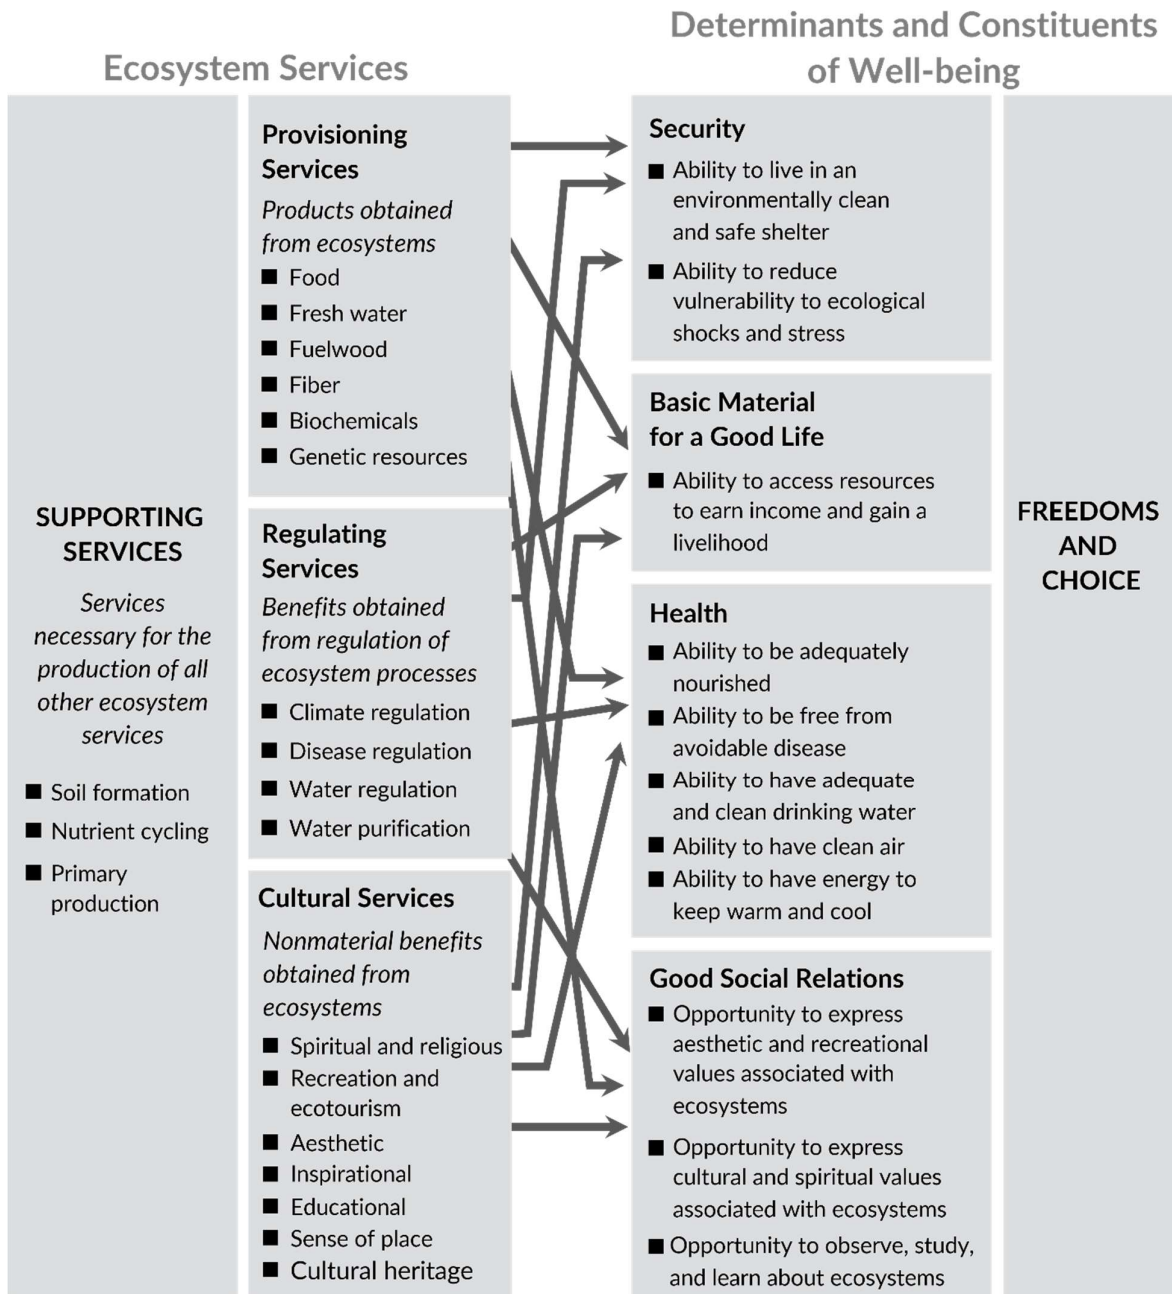 Ecosystem Services
Determinants and Constituents
of Well-being
SUPPORTING
SERVICES
Services
necessary for the
production of all
other ecosystem
services
■ Soil formation
■ Nutrient cycling
■ Primary
production
Provisioning
Services
Products obtained
from ecosystems
■ Food
■ Fresh water
■ Fuelwood
■ Fiber
■ Biochemicals
■ Genetic resources
Regulating
Services
Benefits obtained
from regulation of
ecosystem processes
■ Climate regulation
■ Disease regulation
■ Water regulation
■ Water purification
Cultural Services
Nonmaterial benefits
obtained from
ecosystems
■ Spiritual and religious
■ Recreation and
ecotourism
■ Aesthetic
■ Inspirational
■ Educational
■ Sense of place
■ Cultural heritage
Security
■ Ability to live in an
environmentally clean
and safe shelter
■ Ability to reduce
vulnerability to ecological
shocks and stress
Basic Material
for a Good Life
■ Ability to access resources
to earn income and gain a
livelihood
Health
■ Ability to be adequately
nourished
■ Ability to be free from
avoidable disease
■ Ability to have adequate
and clean drinking water
■ Ability to have clean air
■ Ability to have energy to
keep warm and cool
Good Social Relations
■ Opportunity to express
aesthetic and recreational
values associated with
ecosystems
■ Opportunity to express
cultural and spiritual values
associated with ecosystems
■ Opportunity to observe, study,
and learn about ecosystems
FREEDOMS
AND
CHOICE